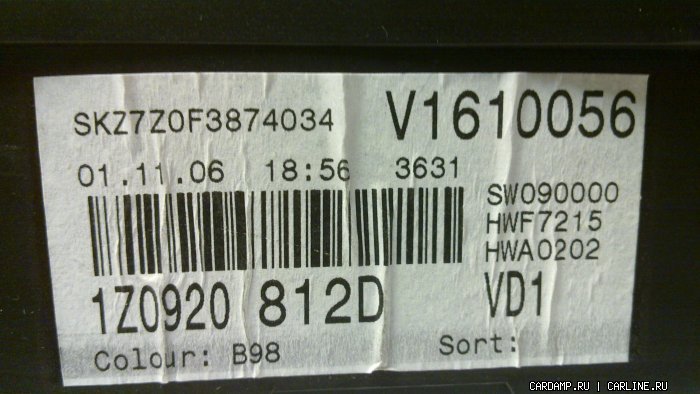 SKZ7Z0F3874034 V1610056
01.11.06 18:56 3631
SW090000
HWF7215
HWA0202
1Z0920 812D VD1
Colour: B98 Sort:
CARDAMP.RU | CARLINE.RU